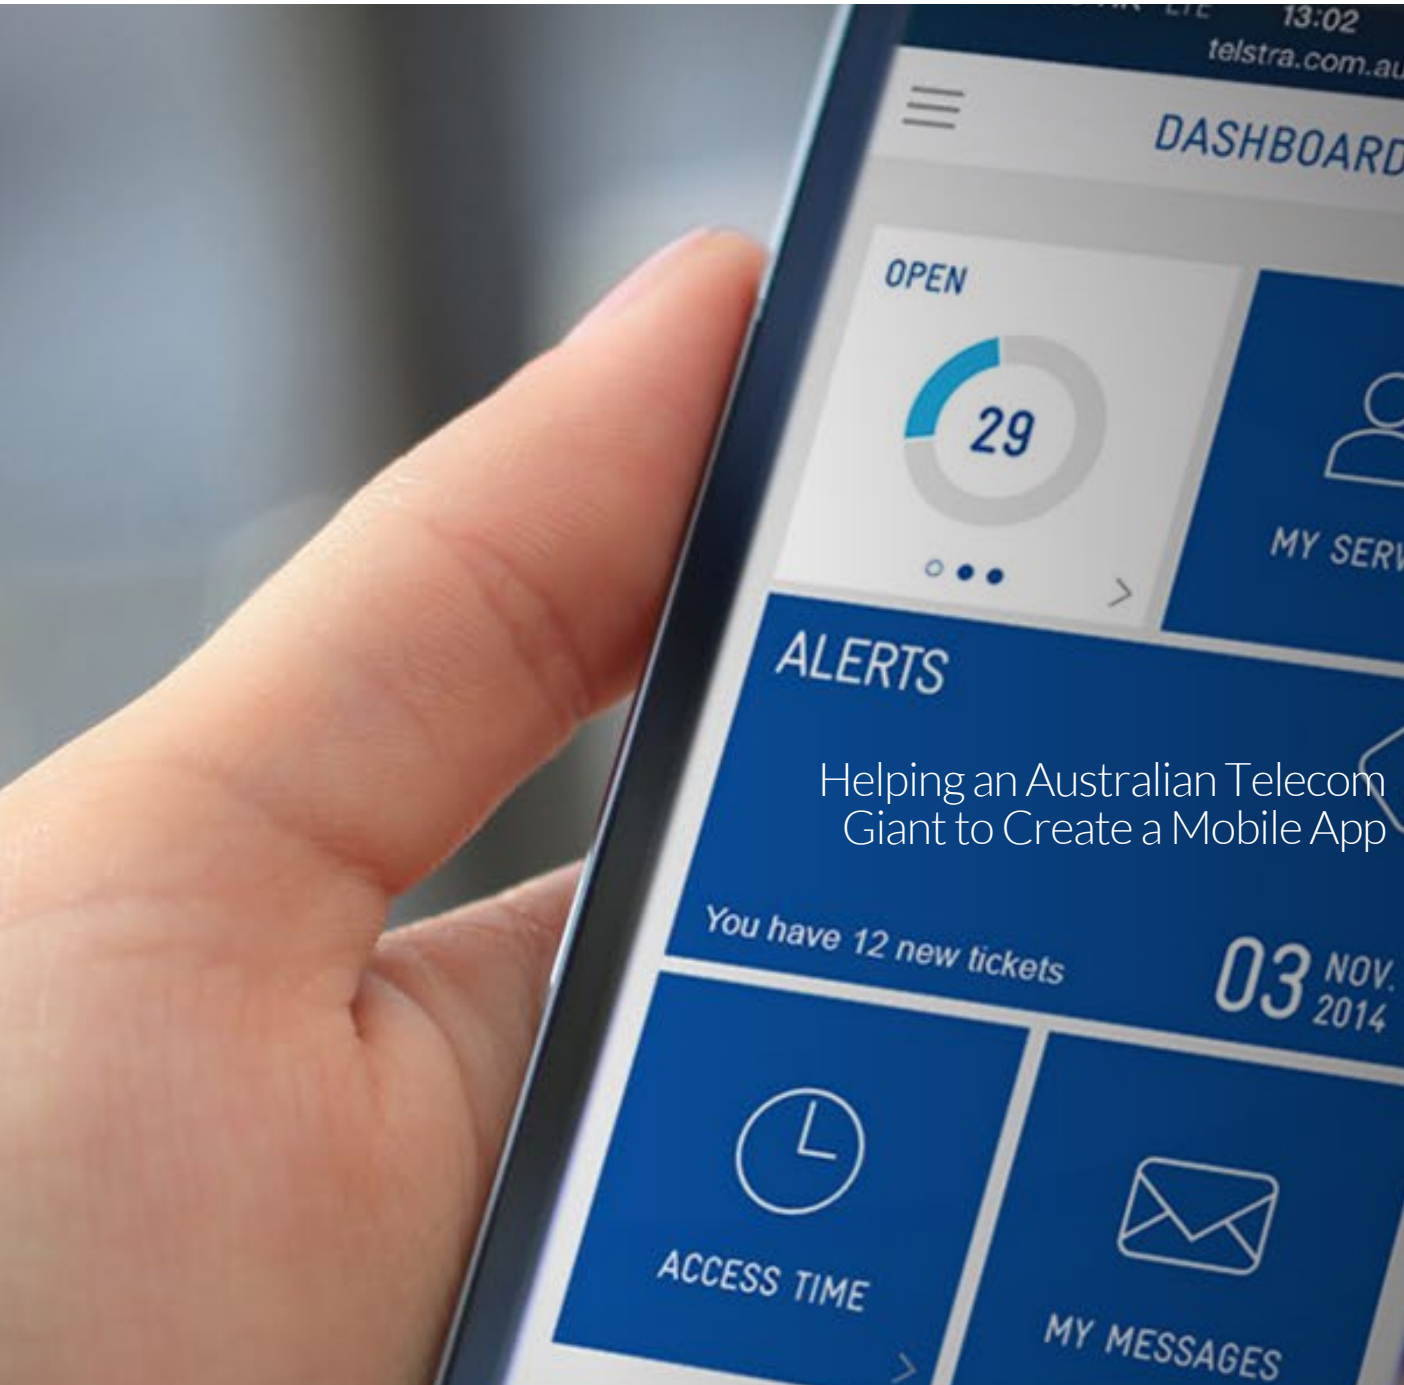 LTE 13:02
telstra.com.au
DASHBOARD
OPEN
29
MY SERV
ALERTS
Helping an Australian Telecom
Giant to Create a Mobile App
You have 12 new tickets
03 NOV.
2014
ACCESS TIME
MY MESSAGES